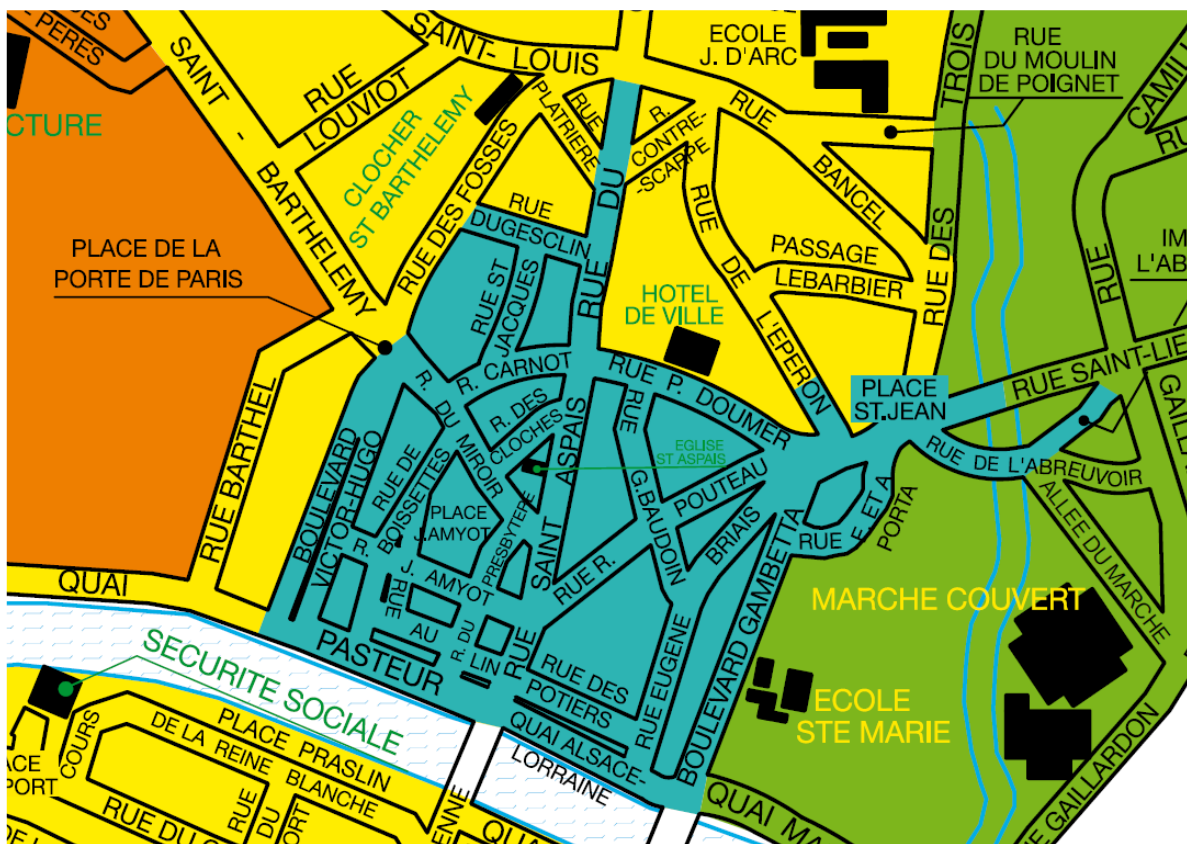 PERES
CTURE
SAINT -
BARTHELEMY
RUE
LOUVIOT
SAINT- LOUIS
CLOCHER
ST BARTHELEMY
RUE DES FOSSES
RUE
PLATRIERE
R.
CONTRE-
-SCARPE
ECOLE
J. D'ARC
RUE
BANCEL
RUE
DU MOULIN
DE POIGNET
RUE DES
TROIS
RUE
PLACE DE LA
PORTE DE PARIS
RUE
DUGESCLIN
RUE ST
JACQUES
RUE DU
HOTEL
DE VILLE
RUE DE
L'EPERON
PASSAGE
LEBARBIER
R. CARNOT
RUE P. DOUMER
PLACE
ST.JEAN
RUE SAINT-LIE
RUE DE L'ABREUVOIR
R. DU MIROIR
R. DES
CLOCHES
RUE
SAINT
ASPAIS
EGLISE
ST ASPAIS
RUE
G.BAUDOIN
POUTEAU
RUE R.
BRIAIS
RUE E. ET A
PORTA
ALLEE DU MARCHE
RUE BARTHEL
BOULEVARD
VICTOR-HUGO
RUE DE
BOISSETTES
PLACE
J.AMYOT
PRESBYTERE
R. J. AMYOT
RUE
AU
LIN
R. DU
QUAI
PASTEUR
RUE DES
POTIERS
RUE EUGENE
BOULEVARD GAMBETTA
MARCHE COUVERT
ECOLE
STE MARIE
QUAI ALSACE-
LORRAINE
SECURITE SOCIALE
COURS
PLACE PRASLIN
DE LA REINE BLANCHE
RUE
DU
PORT
ENNE
QUAI MA
GAILLARDON